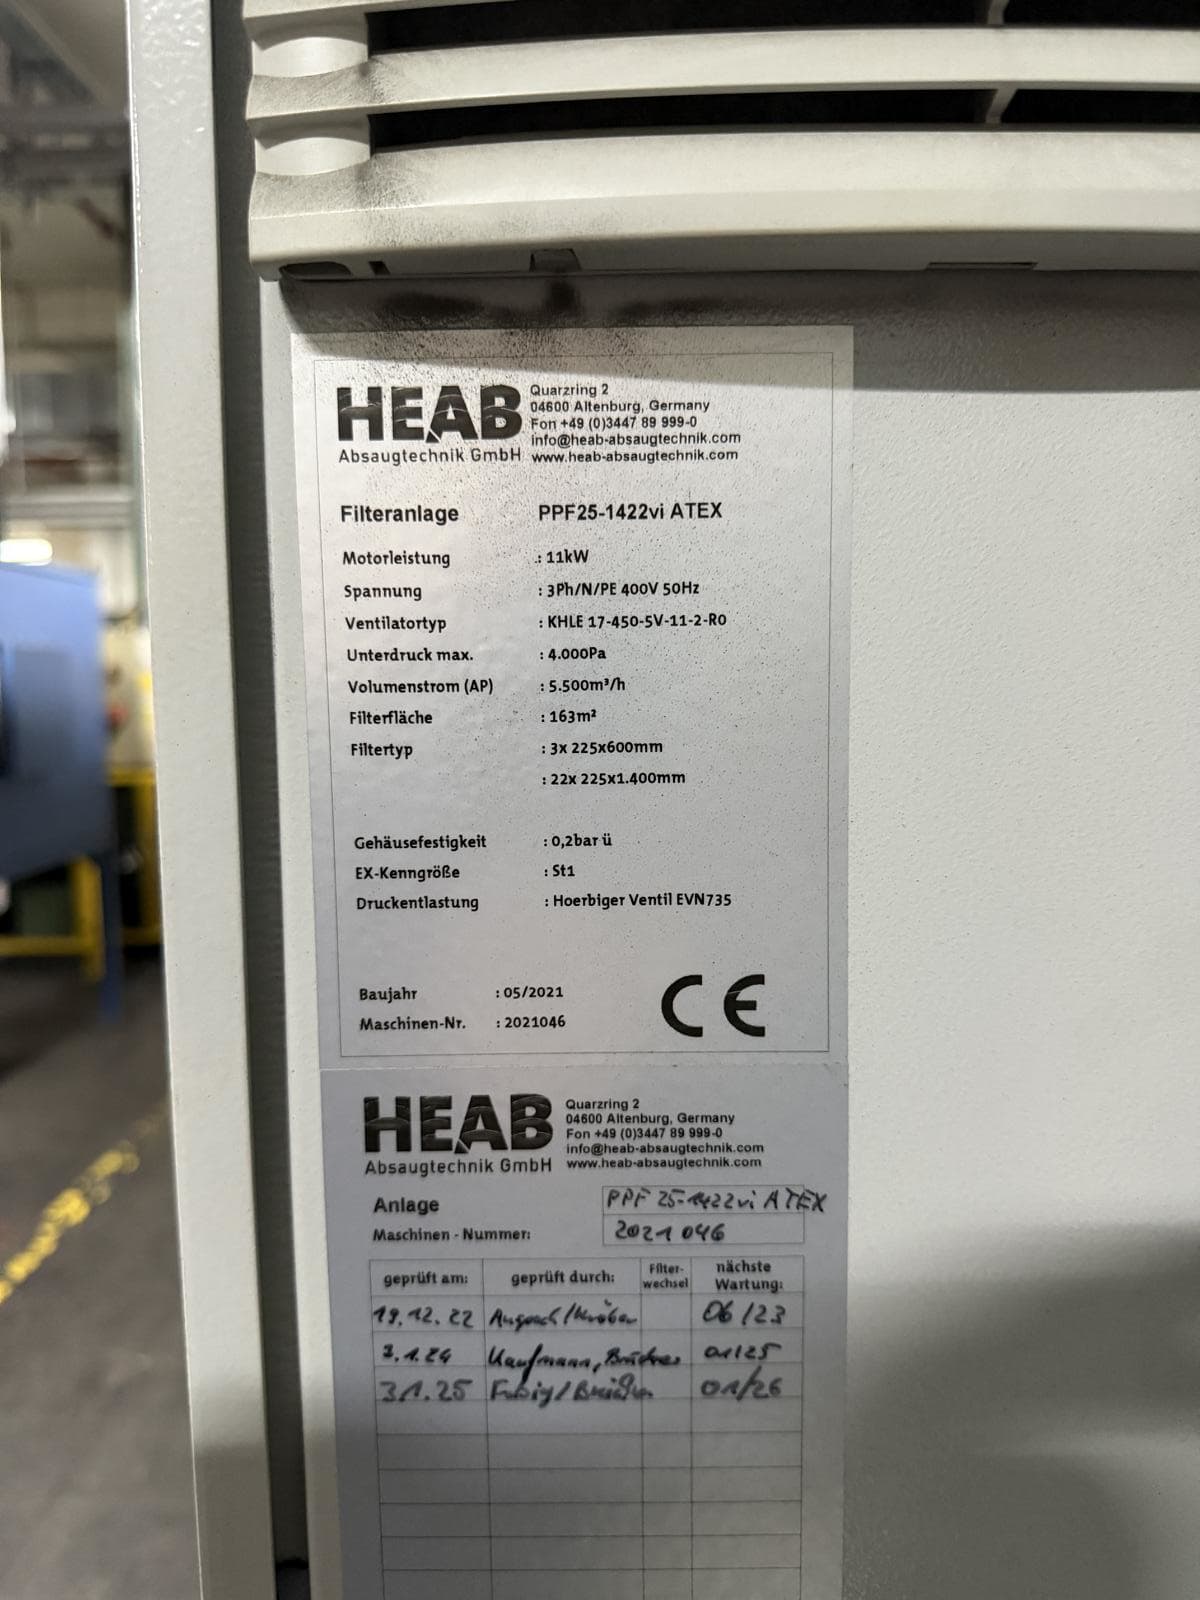 HEAB
Absaugtechnik GmbH
Quarzring 2
04600 Altenburg, Germany
Fon +49 (0)3447 89 999-0
info@heab-absaugtechnik.com
www.heab-absaugtechnik.com
Filteranlage PPF25-1422vi ATEX
Motorleistung : 11kW
Spannung : 3Ph/N/PE 400V 50Hz
Ventilatortyp : KHLE 17-450-5V-11-2-R0
Unterdruck max. : 4.000Pa
Volumenstrom (AP) : 5.500m³/h
Filterfläche : 163m²
Filtertyp : 3x 225x600mm
: 22x 225x1.400mm
Gehäusefestigkeit : 0,2bar ü
EX-Kenngröße : St1
Druckentlastung : Hoerbiger Ventil EVN735
Baujahr : 05/2021
Maschinen-Nr. : 2021046
CE
HEAB
Absaugtechnik GmbH
Quarzring 2
04600 Altenburg, Germany
Fon +49 (0)3447 89 999-0
info@heab-absaugtechnik.com
www.heab-absaugtechnik.com
Anlage PPF 25-1422vi ATEX
Maschinen - Nummer: 2021046
geprüft am: geprüft durch: Filter-wechsel nächste Wartung:
19.12.22 06/23
3.1.24 Kaufmann, 01/25
31.25 01/26